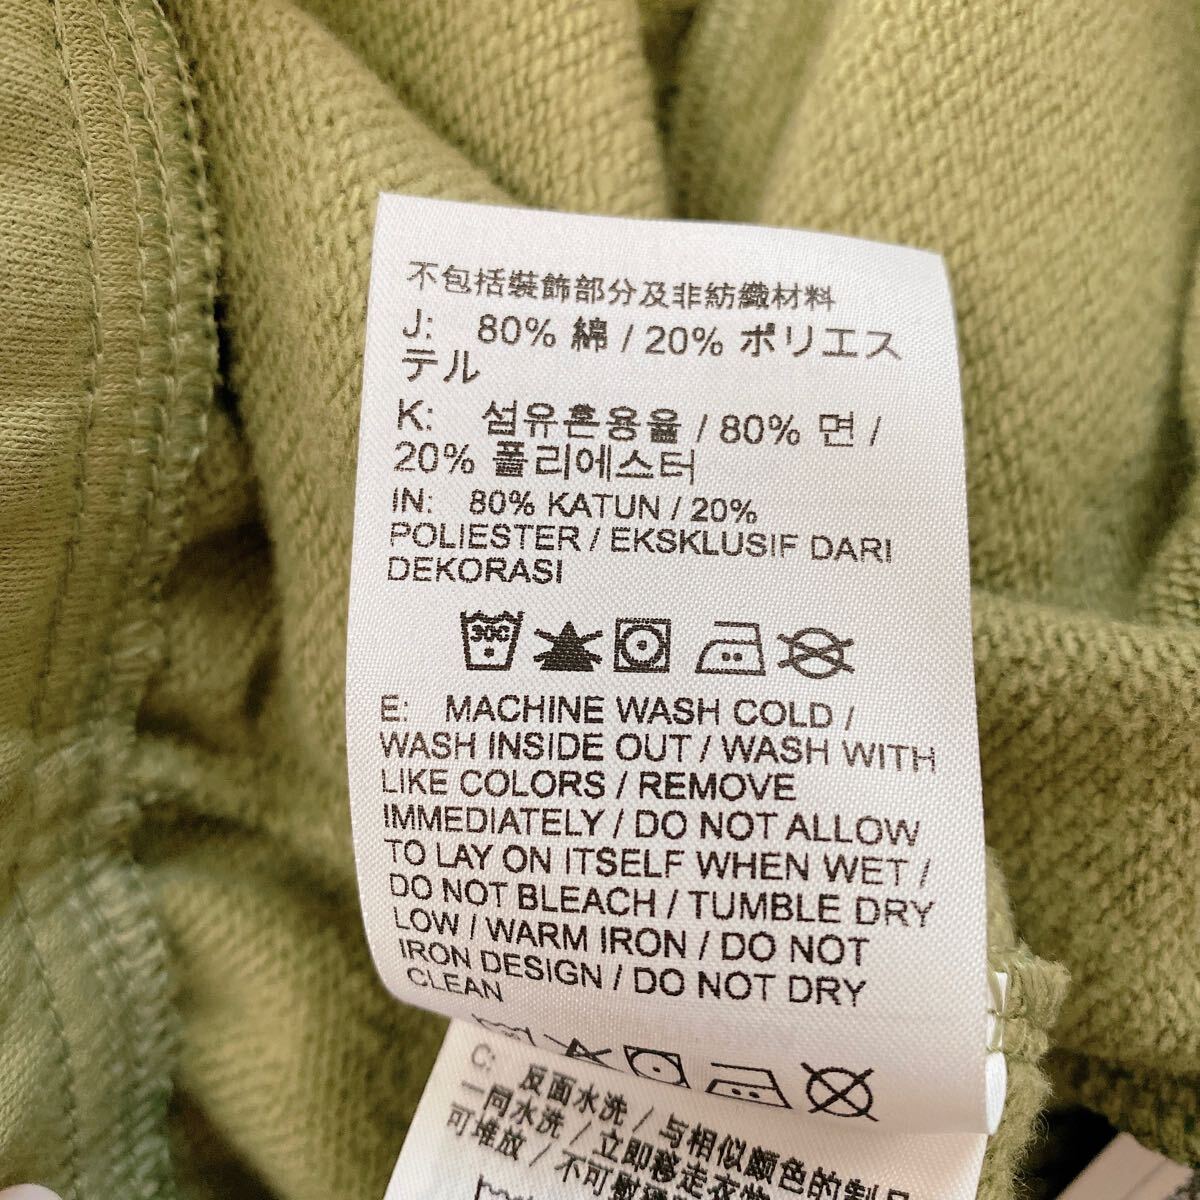 不包括裝飾部分及非紡織材料
J: 80% 綿 / 20% ポリエス
テル
K: 섬유혼용율 / 80% 면 /
20% 폴리에스터
IN: 80% KATUN / 20%
POLIESTER / EKSKLUSIF DARI
DEKORASI
30C
E: MACHINE WASH COLD /
WASH INSIDE OUT / WASH WITH
LIKE COLORS / REMOVE
IMMEDIATELY / DO NOT ALLOW
TO LAY ON ITSELF WHEN WET /
DO NOT BLEACH / TUMBLE DRY
LOW / WARM IRON / DO NOT
IRON DESIGN / DO NOT DRY
CLEAN
C: 反面水洗 / 与相似颜色的制品
一同水洗 / 立即移走衣物
可堆放 / 不可熨烫